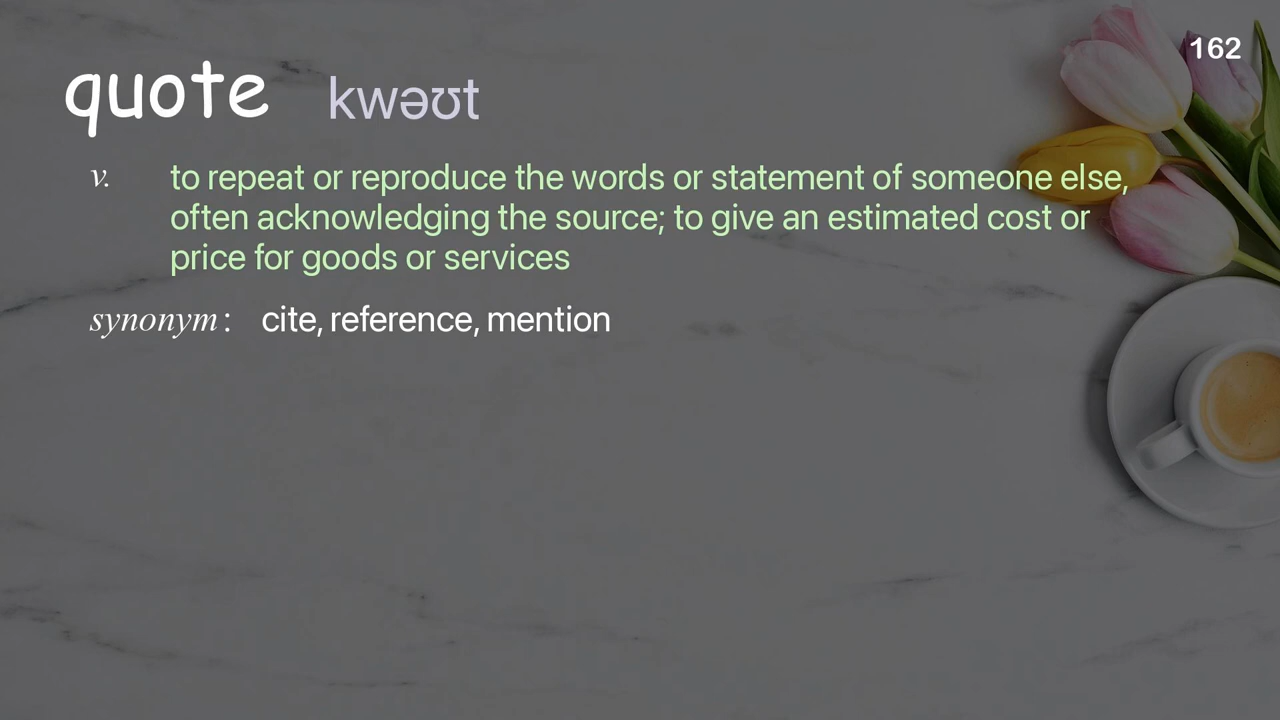 162
quote kwəʊt
v. to repeat or reproduce the words or statement of someone else,
often acknowledging the source; to give an estimated cost or
price for goods or services
synonym : cite, reference, mention